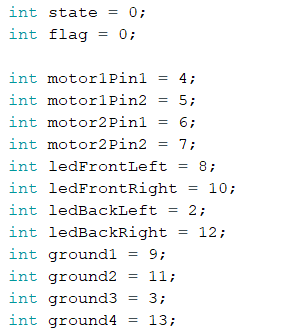 int state = 0;
int flag = 0;
int motor1Pin1 = 4;
int motor1Pin2 = 5;
int motor2Pin1 = 6;
int motor2Pin2 = 7;
int ledFrontLeft = 8;
int ledFrontRight = 10;
int ledBackLeft = 2;
int ledBackRight = 12;
int ground1 = 9;
int ground2 = 11;
int ground3 = 3;
int ground4 = 13;